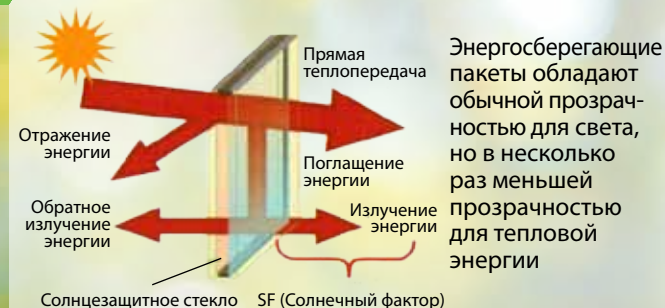 Прямая
теплопередача
Отражение
энергии
Поглащение
энергии
Обратное
излучение
энергии
Излучение
энергии
Солнцезащитное стекло
SF (Солнечный фактор)
Энергосберегающие
пакеты обладают
обычной прозрач-
ностью для света,
но в несколько
раз меньшей
прозрачностью
для тепловой
энергии